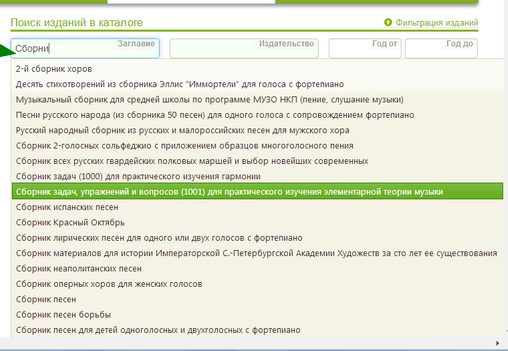 Поиск изданий в каталоге
Фильтрация изданий
Сборни Заглавие Издательство Год от Год до
2-й сборник хоров
Десять стихотворений из сборника Эллис "Иммортели" для голоса с фортепиано
Музыкальный сборник для средней школы по программе МУЗО НКП (пение, слушание музыки)
Песни русского народа (из сборника 50 песен) для одного голоса с сопровождением фортепиано
Русский народный сборник из русских и малороссийских песен для мужского хора
Сборник 2-голосных сольфеджио с приложением образцов многоголосного пения
Сборник всех русских гвардейских полковых маршей и выбор новейших современных
Сборник задач (1000) для практического изучения гармонии
Сборник задач, упражнений и вопросов (1001) для практического изучения элементарной теории музыки
Сборник испанских песен
Сборник Красный Октябрь
Сборник лирических песен для одного или двух голосов с фортепиано
Сборник материалов для истории Императорской С.-Петербургской Академии Художеств за сто лет ее существования
Сборник неаполитанских песен
Сборник оперных хоров для женских голосов
Сборник песен
Сборник песен борьбы
Сборник песен для детей одноголосных и двухголосных с фортепиано